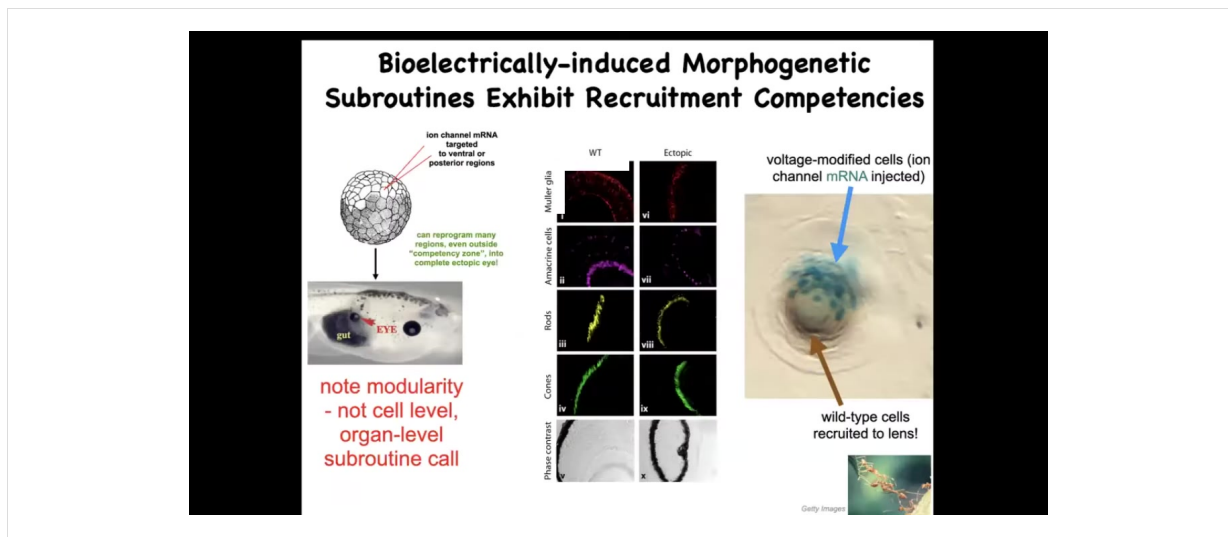 Bioelectrically-induced Morphogenetic
Subroutines Exhibit Recruitment Competencies
ion channel mRNA
targeted
to ventral or
posterior regions
can reprogram many
regions, even outside
"competency zone", into
complete ectopic eye!
gut
EYE
note modularity
- not cell level,
organ-level
subroutine call
WT
Ectopic
Muller glia
i
vi
Amacrine cells
ii
vii
Rods
iii
viii
Cones
iv
ix
Phase contrast
v
x
voltage-modified cells (ion
channel mRNA injected)
wild-type cells
recruited to lens!
Getty Images